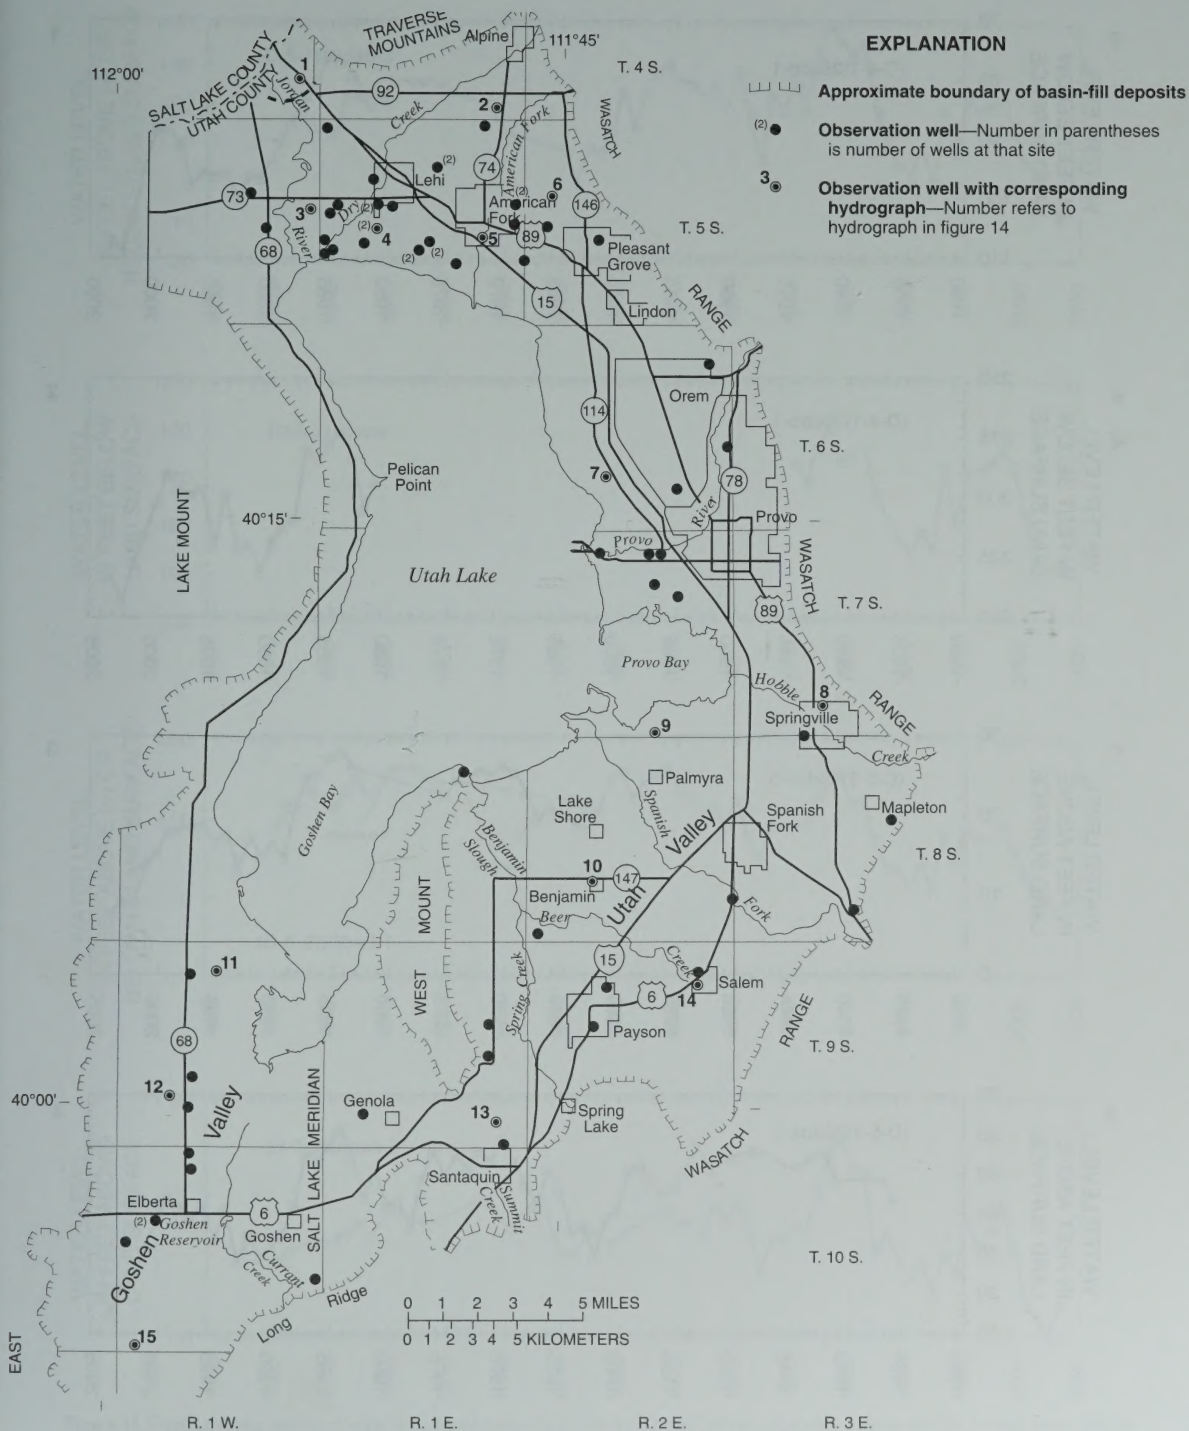 TRAVERSE
MOUNTAINS
Alpine
111°45'
112°00'
1
SALT LAKE COUNTY
UTAH COUNTY
Jordan
92
Creek
2
T. 4 S.
WASATCH
American Fork
74
(2)
Lehi
73
3
Dry
(2)
(2)
4
River
68
(2)
(2)
American
Fork
(2)
6
146
5
89
T. 5 S.
Pleasant
Grove
15
Lindon
RANGE
Orem
114
T. 6 S.
7
78
Pelican
Point
LAKE MOUNT
40°15'
River
Provo
Provo
Utah Lake
WASATCH
T. 7 S.
89
Provo Bay
Hobble
8
RANGE
Springville
9
Creek
Palmyra
Goshen Bay
Lake
Shore
Spanish
Valley
Spanish
Fork
Mapleton
Benjamin
Slough
T. 8 S.
10
147
Benjamin
Utah
Beer
Fork
WEST MOUNT
11
15
Creek
Salem
Spring Creek
6
14
Payson
RANGE
T. 9 S.
68
12
40°00'
Valley
SALT LAKE MERIDIAN
Genola
13
Spring
Lake
WASATCH
Santaquin
Summit
Creek
Elberta
6
(2)
Goshen
Reservoir
Goshen
Goshen
Currant
Creek
T. 10 S.
Ridge
Long
15
EAST
0 1 2 3 4 5 MILES
0 1 2 3 4 5 KILOMETERS
R. 1 W.
R. 1 E.
R. 2 E.
R. 3 E.
EXPLANATION
Approximate boundary of basin-fill deposits
(2) Observation well—Number in parentheses
is number of wells at that site
3 Observation well with corresponding
hydrograph—Number refers to
hydrograph in figure 14